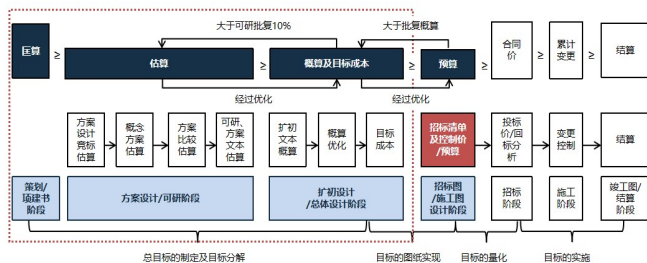 大于可研批复10%
大于批复概算
匡算
≥
估算
≥
概算及目标成本
≥
预算
≥
合同
价
≥
累计
变更
≥
结算
经过优化
经过优化
方案
设计
竞标
估算
概念
方案
估算
方案
比较
估算
可研、
方案
文本
估算
扩初
文本
概算
概算
优化
目标
成本
招标清单
及控制价
/预算
投标
价/回
标分
析
变更
控制
结算
策划/
项建书
阶段
方案设计/可研阶段
扩初设计
/总体设计阶段
招标图
/施工图
设计阶段
招标
阶段
施工
阶段
竣工图/
结算阶段
总目标的制定及目标分解
目标的图纸实现
目标的量化
目标的实施